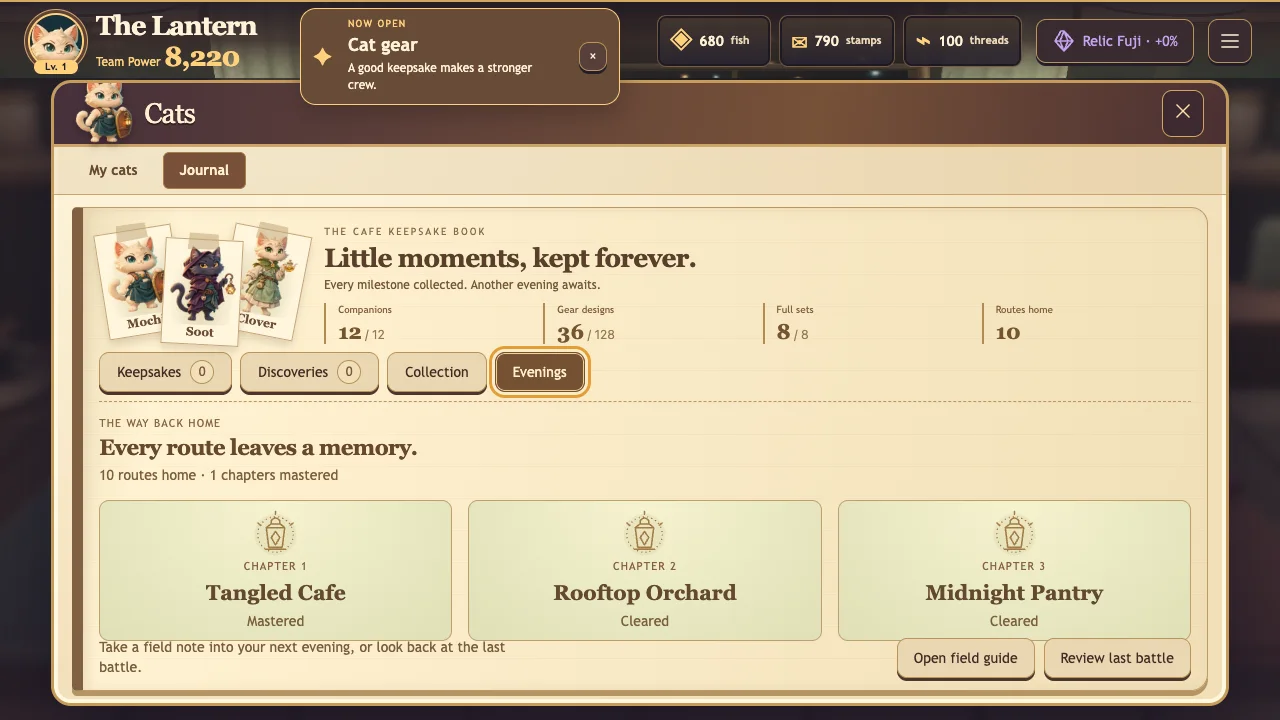 The Lantern
Team Power 8,220
Lv. 1
NOW OPEN
Cat gear
A good keepsake makes a stronger
crew.
×
680 fish
790 stamps
100 threads
Relic Fuji · +0%
Cats
My cats
Journal
Moch
Soot
Clover
THE CAFE KEEPSAKE BOOK
Little moments, kept forever.
Every milestone collected. Another evening awaits.
Companions
12 / 12
Gear designs
36 / 128
Full sets
8 / 8
Routes home
10
Keepsakes 0
Discoveries 0
Collection
Evenings
THE WAY BACK HOME
Every route leaves a memory.
10 routes home · 1 chapters mastered
CHAPTER 1
Tangled Cafe
Mastered
CHAPTER 2
Rooftop Orchard
Cleared
CHAPTER 3
Midnight Pantry
Cleared
Take a field note into your next evening, or look back at the last
battle.
Open field guide
Review last battle